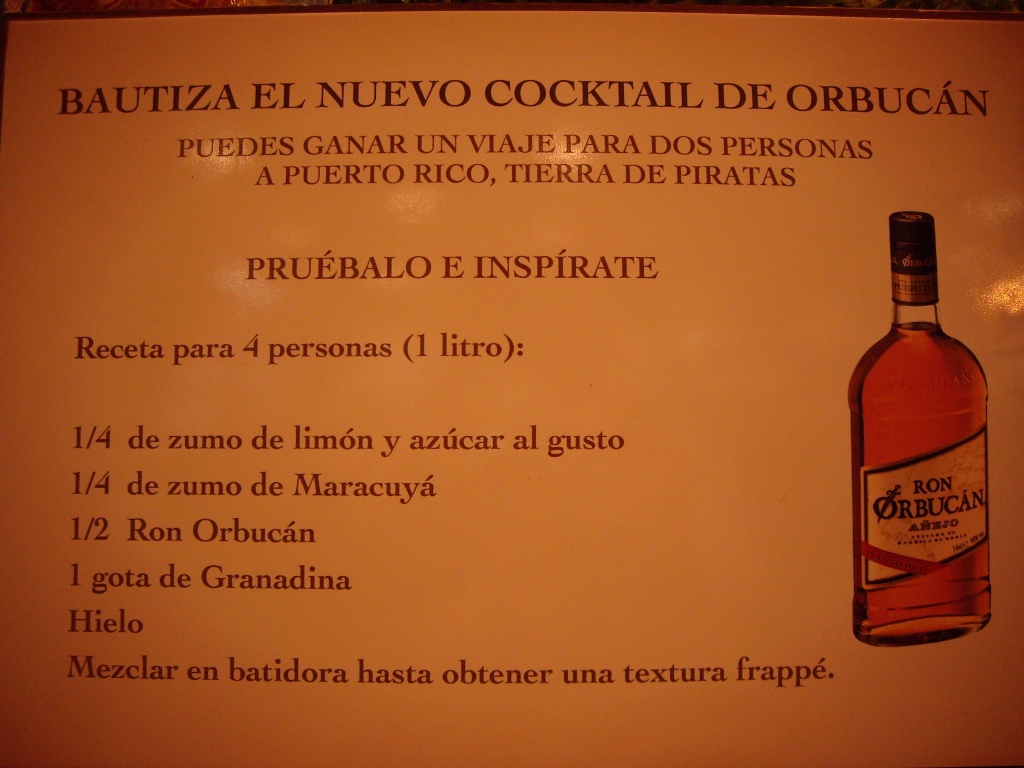 BAUTIZA EL NUEVO COCKTAIL DE ORBUCÁN
PUEDES GANAR UN VIAJE PARA DOS PERSONAS
A PUERTO RICO, TIERRA DE PIRATAS
PRUÉBALO E INSPÍRATE
Receta para 4 personas (1 litro):
1/4 de zumo de limón y azúcar al gusto
1/4 de zumo de Maracuyá
1/2 Ron Orbucán
1 gota de Granadina
Hielo
Mezclar en batidora hasta obtener una textura frappé.
RON
ORBUCÁN
AÑEJO